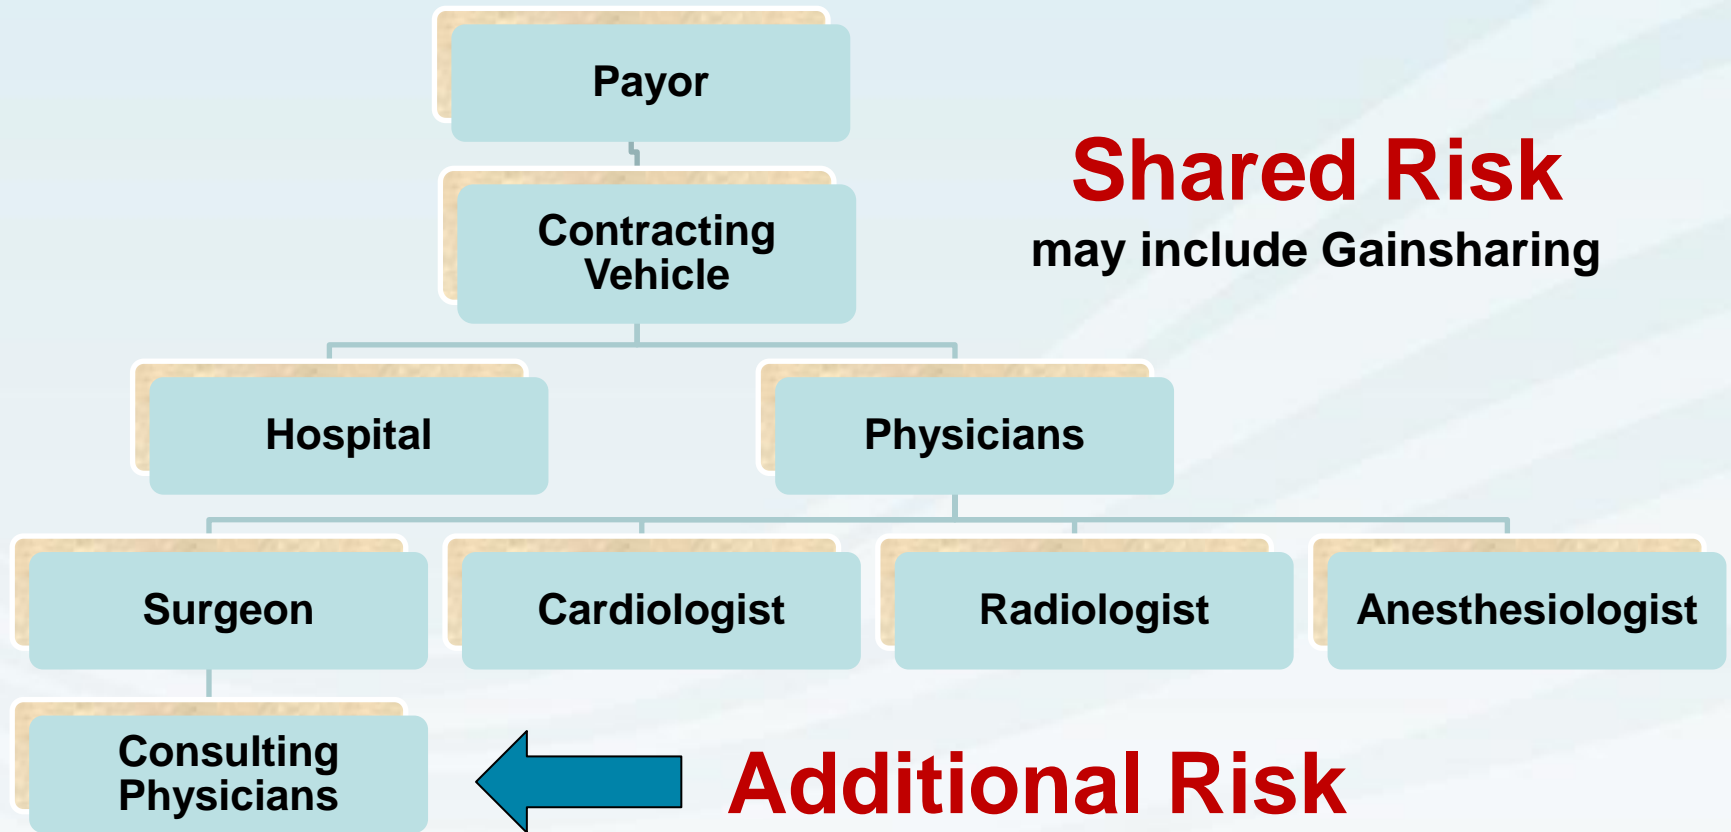 Payor
Shared Risk
may include Gainsharing
Contracting
Vehicle
Hospital
Physicians
Surgeon
Cardiologist
Radiologist
Anesthesiologist
Consulting
Physicians
Additional Risk